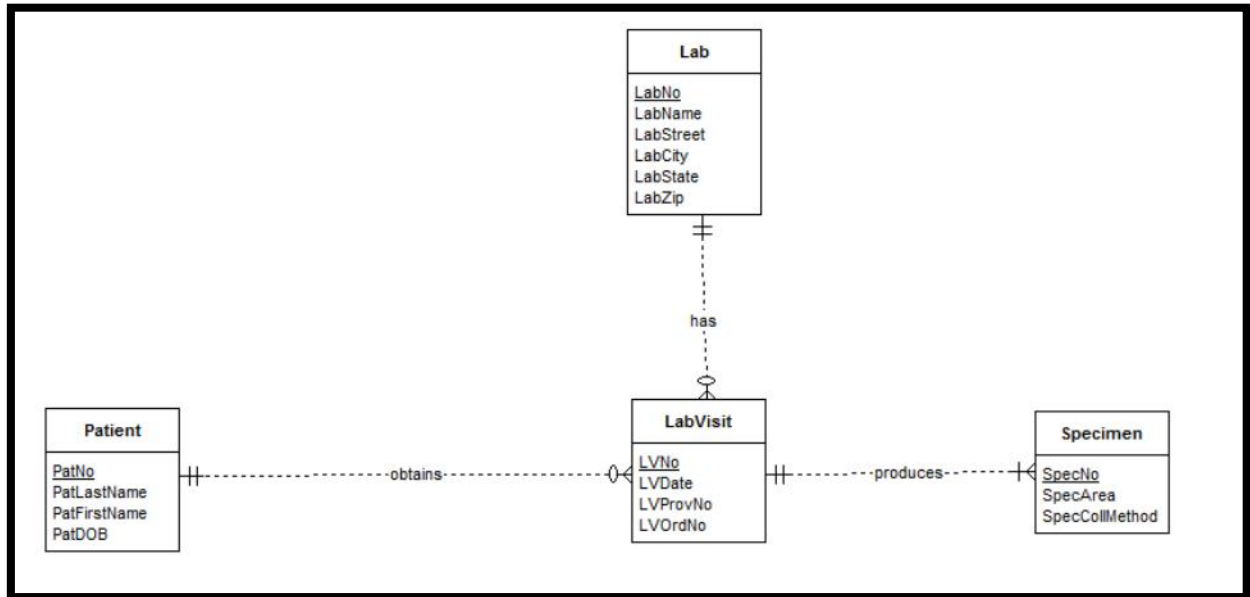 Lab
LabNo
LabName
LabStreet
LabCity
LabState
LabZip
has
Patient
PatNo
PatLastName
PatFirstName
PatDOB
obtains
LabVisit
LVNo
LVDate
LVProvNo
LVOrdNo
produces
Specimen
SpecNo
SpecArea
SpecCollMethod